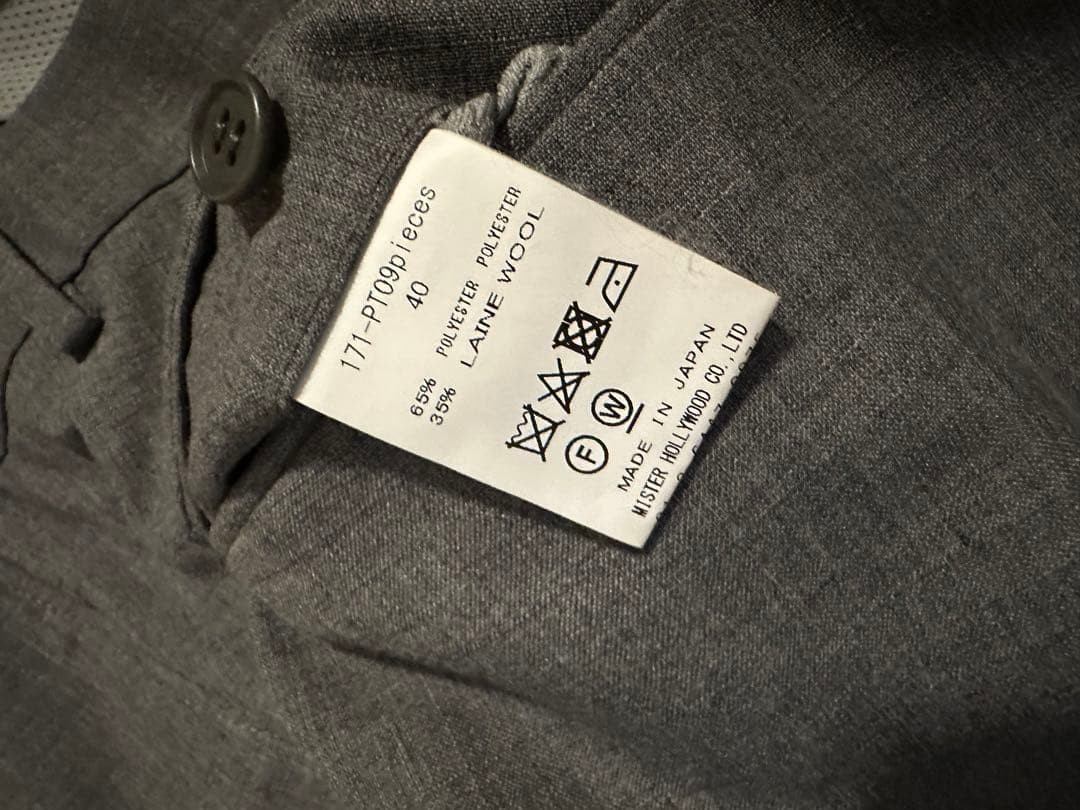 171-PT09pieces
40
65% POLYESTER POLYESTER
35% LAINE WOOL
F W
MADE IN JAPAN
MISTER HOLLYWOOD CO.,LTD